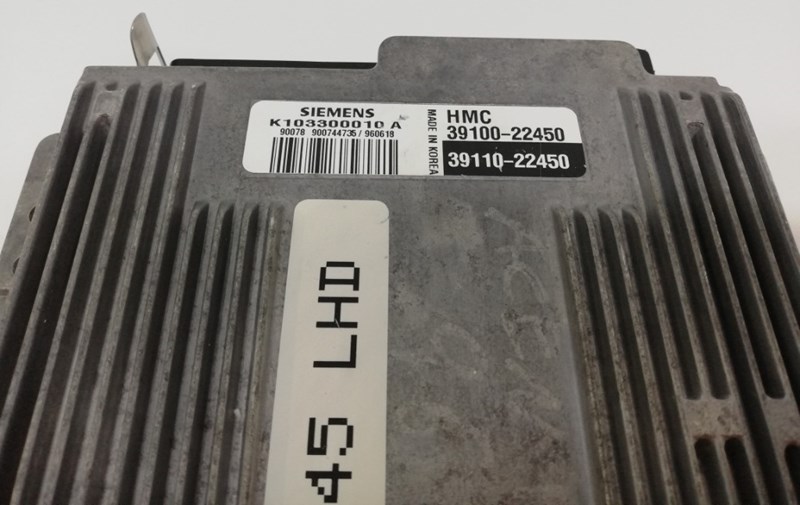 SIEMENS
K103300010 A
90078 900744735/960618
MADE IN KOREA
HMC
39100-22450
39110-22450
45 LHD